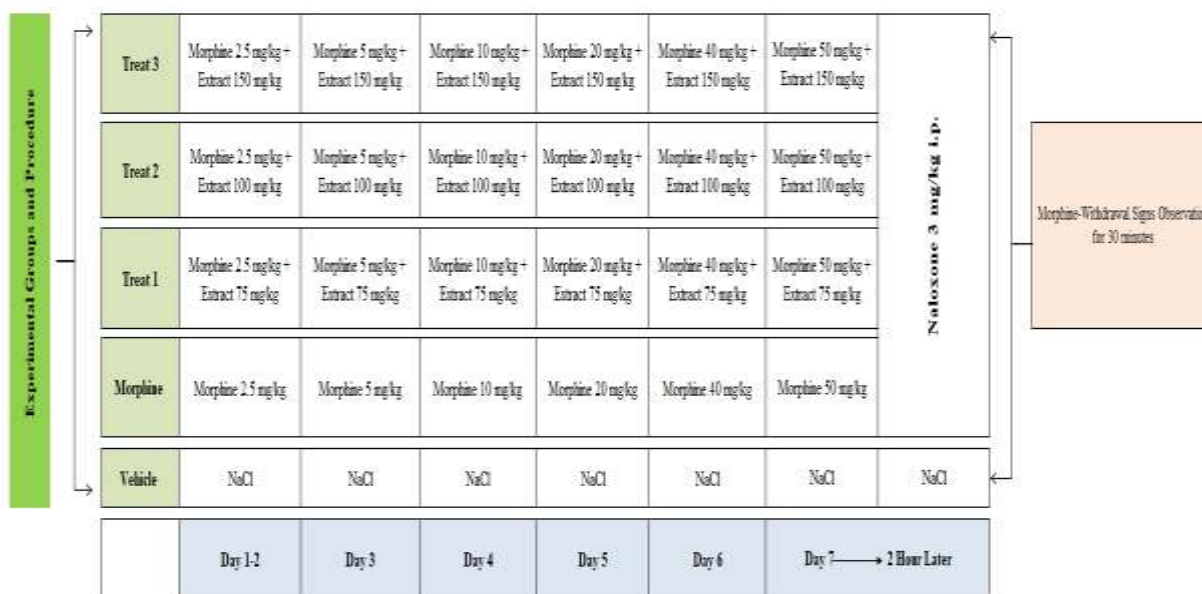 Experimental Groups and Procedure
Treat 3
Morphine 2.5 mg/kg +
Extract 150 mg/kg
Morphine 5 mg/kg +
Extract 150 mg/kg
Morphine 10 mg/kg +
Extract 150 mg/kg
Morphine 20 mg/kg +
Extract 150 mg/kg
Morphine 40 mg/kg +
Extract 150 mg/kg
Morphine 50 mg/kg +
Extract 150 mg/kg
Treat 2
Morphine 2.5 mg/kg +
Extract 100 mg/kg
Morphine 5 mg/kg +
Extract 100 mg/kg
Morphine 10 mg/kg +
Extract 100 mg/kg
Morphine 20 mg/kg +
Extract 100 mg/kg
Morphine 40 mg/kg +
Extract 100 mg/kg
Morphine 50 mg/kg +
Extract 100 mg/kg
Treat 1
Morphine 2.5 mg/kg +
Extract 75 mg/kg
Morphine 5 mg/kg +
Extract 75 mg/kg
Morphine 10 mg/kg +
Extract 75 mg/kg
Morphine 20 mg/kg +
Extract 75 mg/kg
Morphine 40 mg/kg +
Extract 75 mg/kg
Morphine 50 mg/kg +
Extract 75 mg/kg
Morphine
Morphine 2.5 mg/kg
Morphine 5 mg/kg
Morphine 10 mg/kg
Morphine 20 mg/kg
Morphine 40 mg/kg
Morphine 50 mg/kg
Naloxone 3 mg/kg i.p.
Vehicle
NaCl
NaCl
NaCl
NaCl
NaCl
NaCl
NaCl
Day 1-2
Day 3
Day 4
Day 5
Day 6
Day 7 ⟶ 2 Hour Later
Morphine-Withdrawal Signs Observatio
for 30 minutes